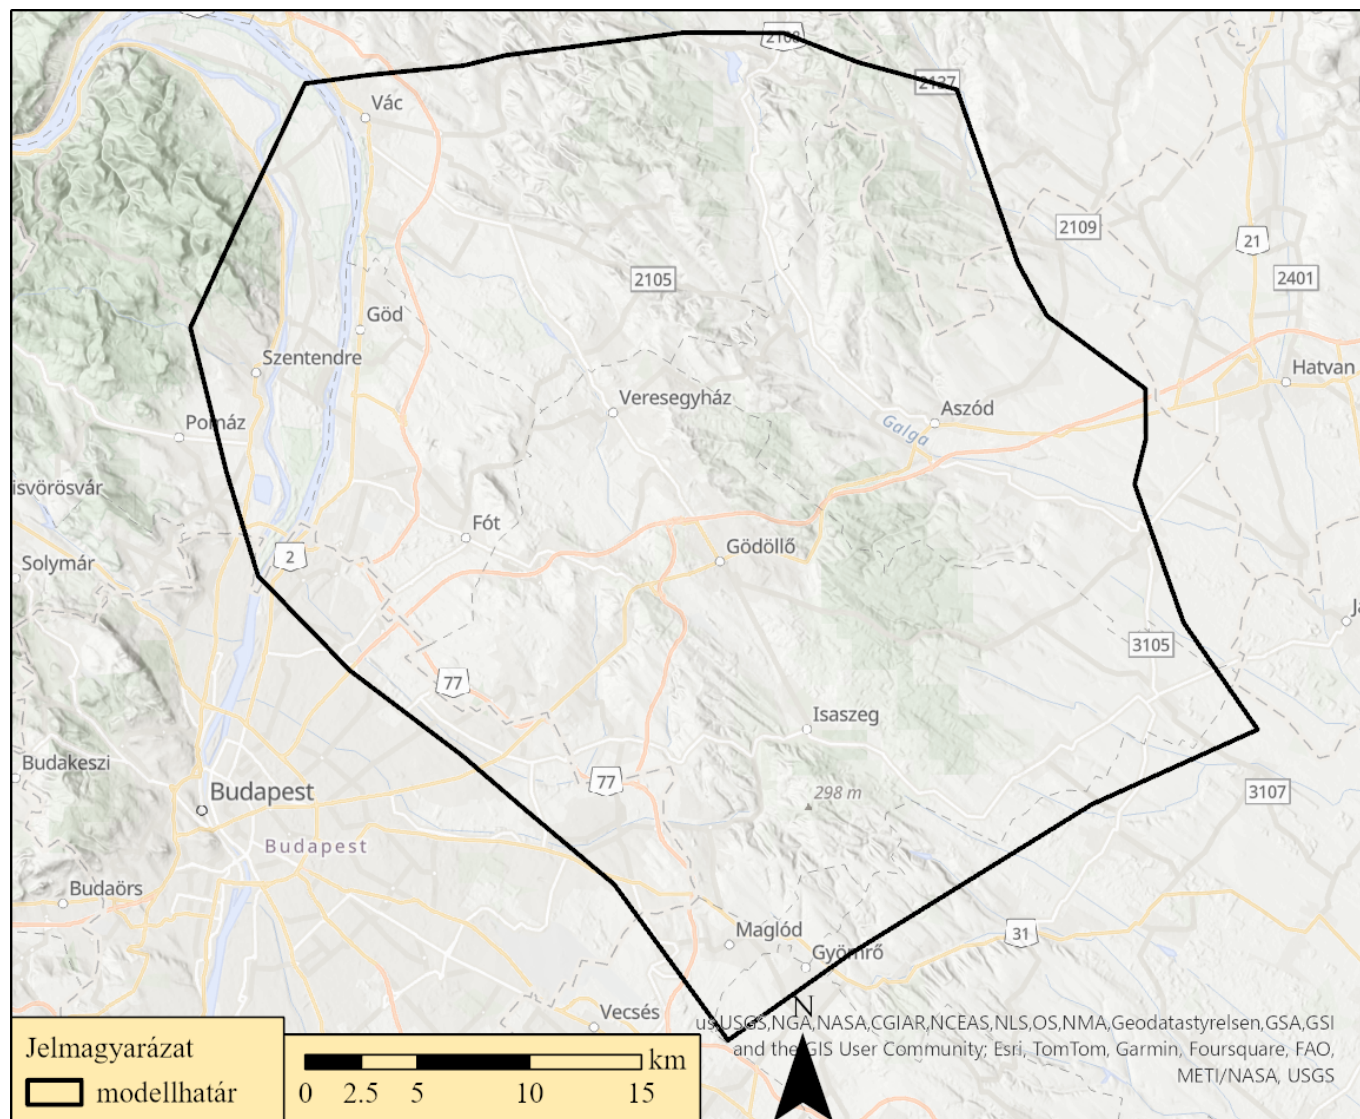 2108
2137
Vác
2109
21
2105
2401
Göd
Szentendre
Hatvan
Veresegyház
Aszód
Pomáz
Galga
isvörösvár
Fót
Gödöllő
2
Solymár
3105
77
Isaszeg
Budakeszi
77
298 m
3107
Budapest
Budapest
Budaörs
Maglód
31
Gyömrő
Vecsés
N
us,USGS,NGA,NASA,CGIAR,NCEAS,NLS,OS,NMA,Geodatastyrelsen,GSA,GSI
and the GIS User Community; Esri, TomTom, Garmin, Foursquare, FAO,
METI/NASA, USGS
Jelmagyarázat
modellhatár
km
0 2.5 5 10 15